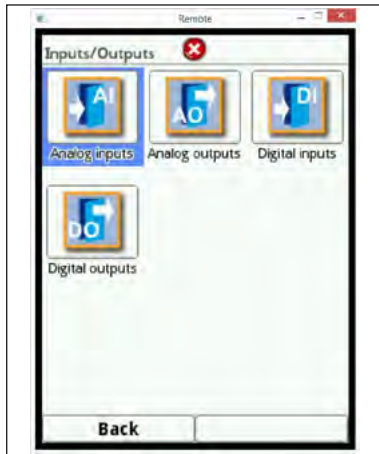 Remote
Inputs/Outputs
AI AO DI
Analog inputs Analog outputs Digital inputs
DO
Digital outputs
Back